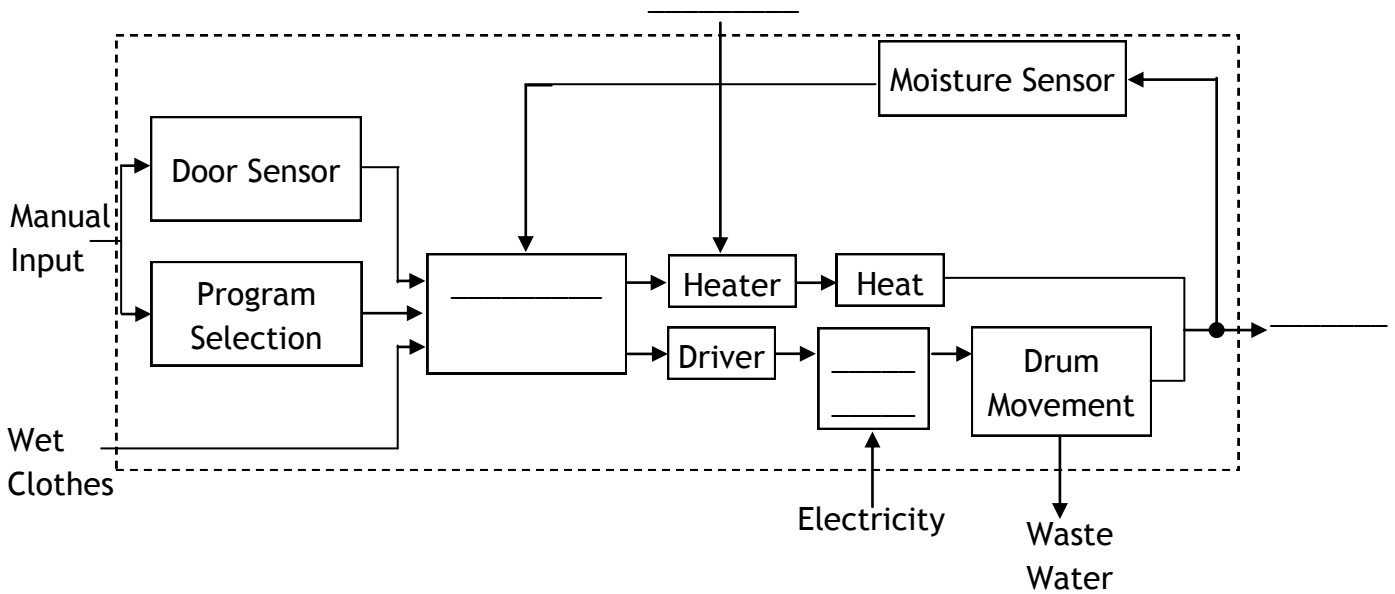 Moisture Sensor
Door Sensor
Manual
Input
Program
Selection
Heater
Heat
Driver
Drum
Movement
Wet
Clothes
Electricity
Waste
Water